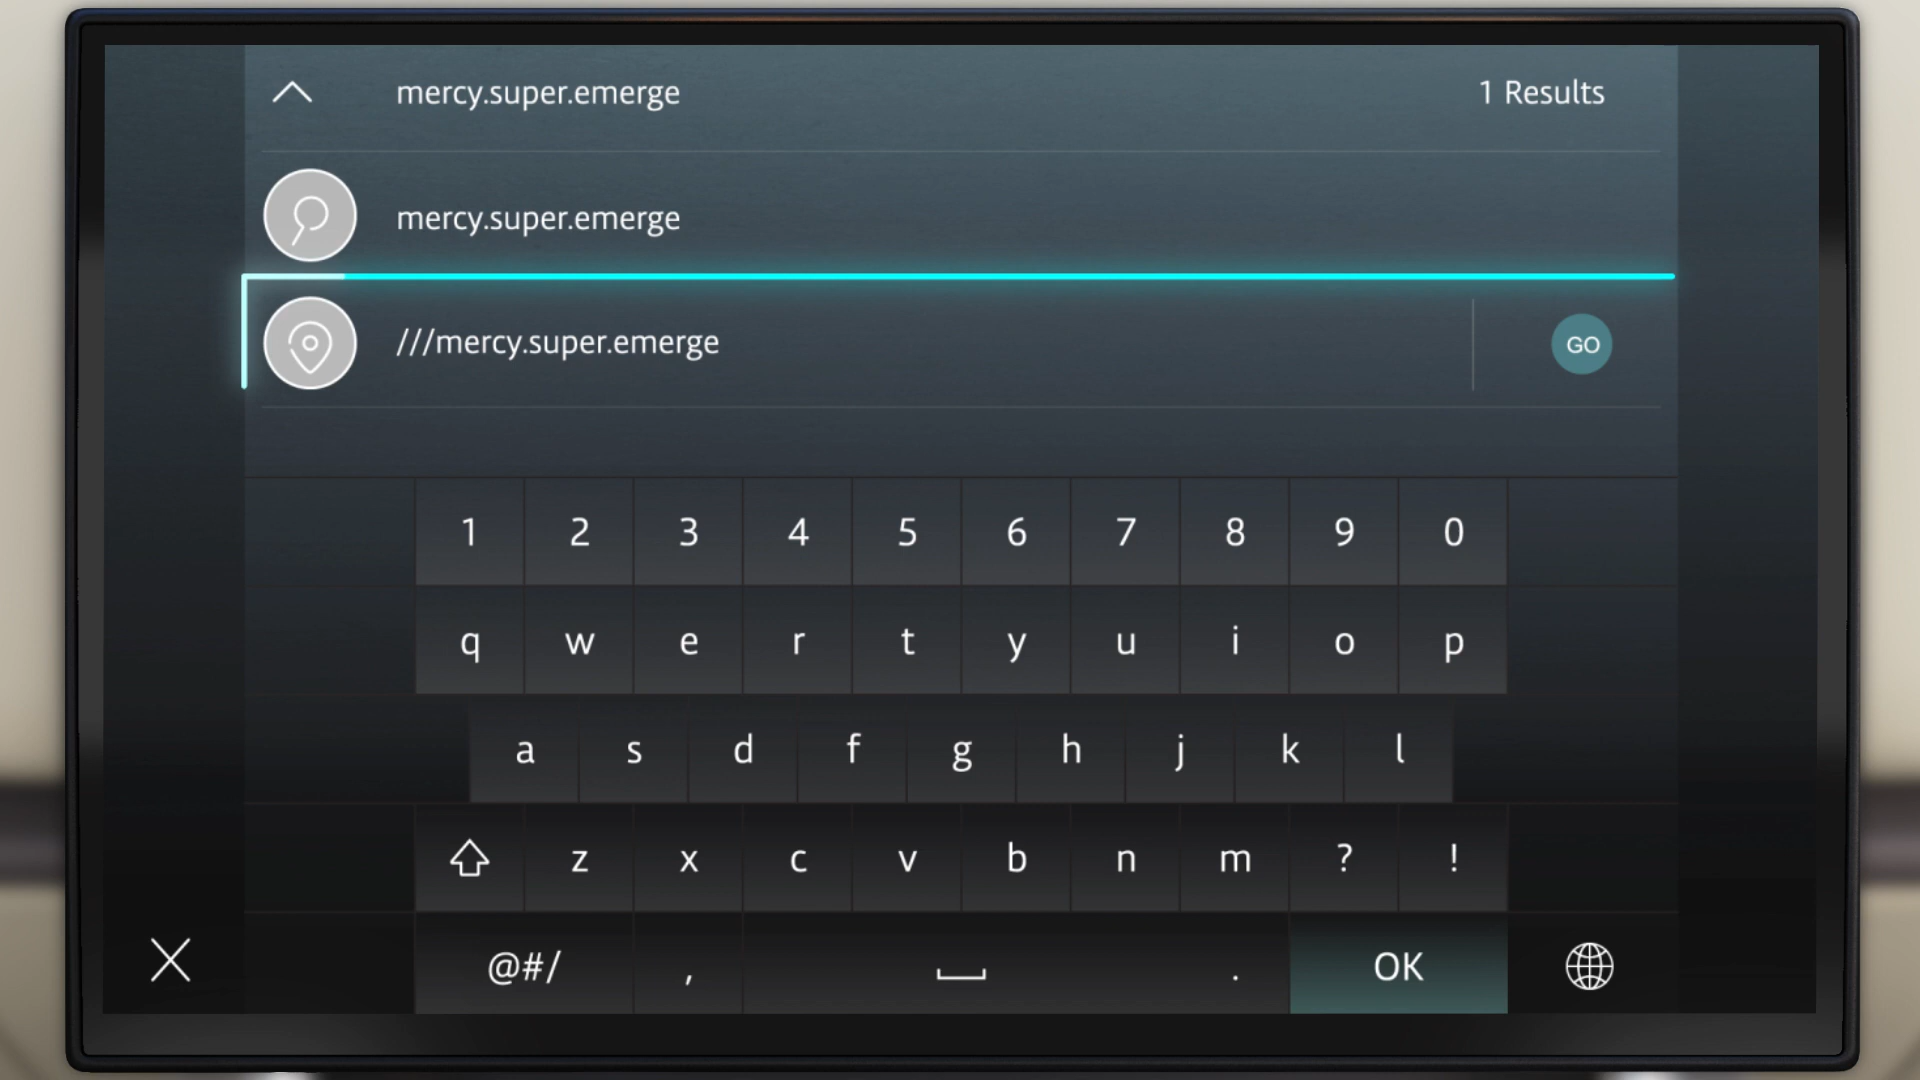 mercy.super.emerge 1 Results
mercy.super.emerge
///mercy.super.emerge GO
1 2 3 4 5 6 7 8 9 0
q w e r t y u i o p
a s d f g h j k l
z x c v b n m ? !
@#/ , . OK